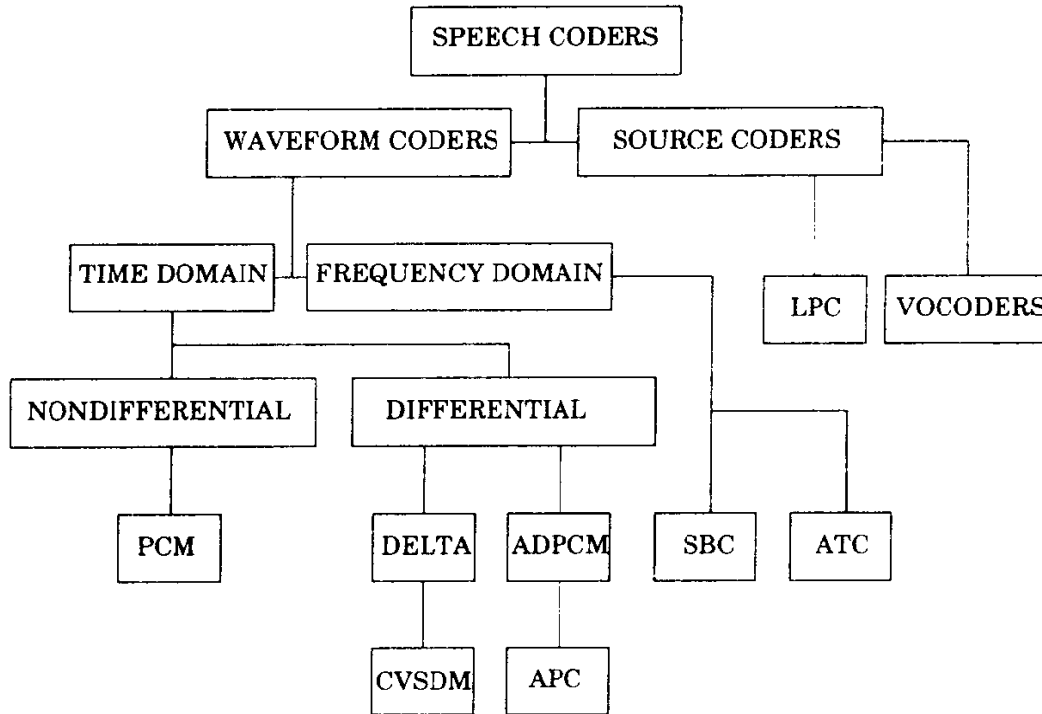 SPEECH CODERS
WAVEFORM CODERS
SOURCE CODERS
TIME DOMAIN
FREQUENCY DOMAIN
LPC
VOCODERS
NONDIFFERENTIAL
DIFFERENTIAL
PCM
DELTA
ADPCM
SBC
ATC
CVSDM
APC